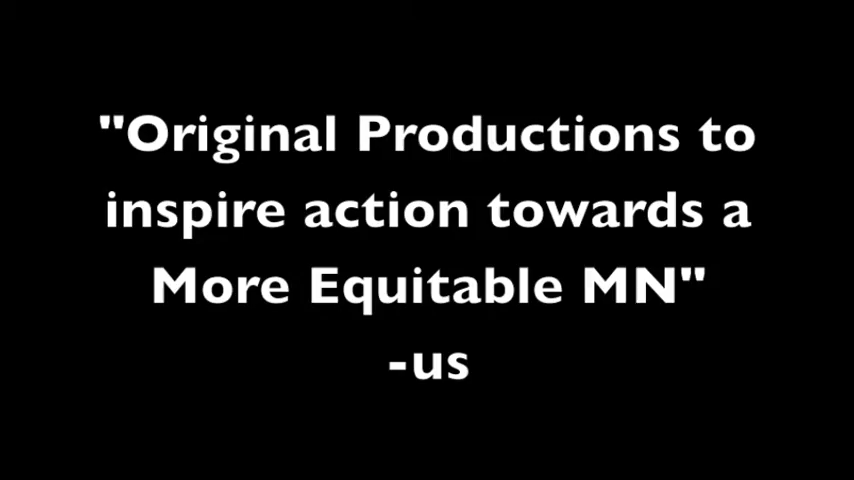 "Original Productions to
inspire action towards a
More Equitable MN"
-us